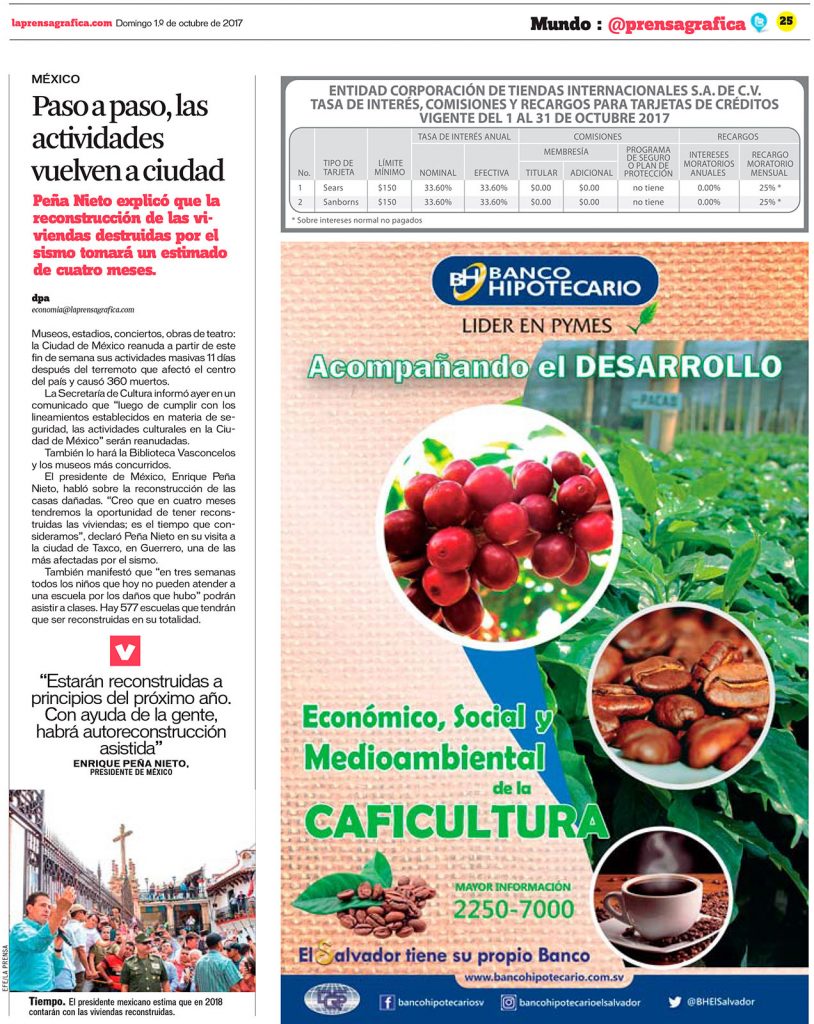 laprensagrafica.com Domingo 1.º de octubre de 2017
Mundo : @prensagrafica
25
MÉXICO
Paso a paso, las
actividades
vuelven a ciudad
Peña Nieto explicó que la
reconstrucción de las vi-
viendas destruidas por el
sismo tomará un estimado
de cuatro meses.
dpa
economia@laprensagrafica.com
Museos, estadios, conciertos, obras de teatro:
la Ciudad de México reanuda a partir de este
fin de semana sus actividades masivas 11 días
después del terremoto que afectó el centro
del país y causó 360 muertos.
La Secretaría de Cultura informó ayer en un
comunicado que “luego de cumplir con los
lineamientos establecidos en materia de se-
guridad, las actividades culturales en la Ciu-
dad de México” serán reanudadas.
También lo hará la Biblioteca Vasconcelos
y los museos más concurridos.
El presidente de México, Enrique Peña
Nieto, habló sobre la reconstrucción de las
casas dañadas. “Creo que en cuatro meses
tendremos la oportunidad de tener recons-
truidas las viviendas; es el tiempo que con-
sideramos”, declaró Peña Nieto en su visita a
la ciudad de Taxco, en Guerrero, una de las
más afectadas por el sismo.
También manifestó que “en tres semanas
todos los niños que hoy no pueden atender a
una escuela por los daños que hubo” podrán
asistir a clases. Hay 577 escuelas que tendrán
que ser reconstruidas en su totalidad.
“Estarán reconstruidas a
principios del próximo año.
Con ayuda de la gente,
habrá autoreconstrucción
asistida”
ENRIQUE PEÑA NIETO,
PRESIDENTE DE MÉXICO
EFE/LA PRENSA
Tiempo. El presidente mexicano estima que en 2018
contarán con las viviendas reconstruidas.
ENTIDAD CORPORACIÓN DE TIENDAS INTERNACIONALES S.A. DE C.V.
TASA DE INTERÉS, COMISIONES Y RECARGOS PARA TARJETAS DE CRÉDITOS
VIGENTE DEL 1 AL 31 DE OCTUBRE 2017
TASA DE INTERÉS ANUAL COMISIONES RECARGOS
No. TIPO DE TARJETA LÍMITE MÍNIMO NOMINAL EFECTIVA MEMBRESÍA TITULAR ADICIONAL PROGRAMA DE SEGURO O PLAN DE PROTECCIÓN INTERESES MORATORIOS ANUALES RECARGO MORATORIO MENSUAL
1 Sears $150 33.60% 33.60% $0.00 $0.00 no tiene 0.00% 25% *
2 Sanborns $150 33.60% 33.60% $0.00 $0.00 no tiene 0.00% 25% *
* Sobre intereses normal no pagados
BH BANCO
HIPOTECARIO
LIDER EN PYMES
Acompañando el DESARROLLO
PACAS
Económico, Social y
Medioambiental
de la
CAFICULTURA
MAYOR INFORMACIÓN
2250-7000
El Salvador tiene su propio Banco
www.bancohipotecario.com.sv
bancohipotecariosv
bancohipotecarioelsalvador
@BHElSalvador